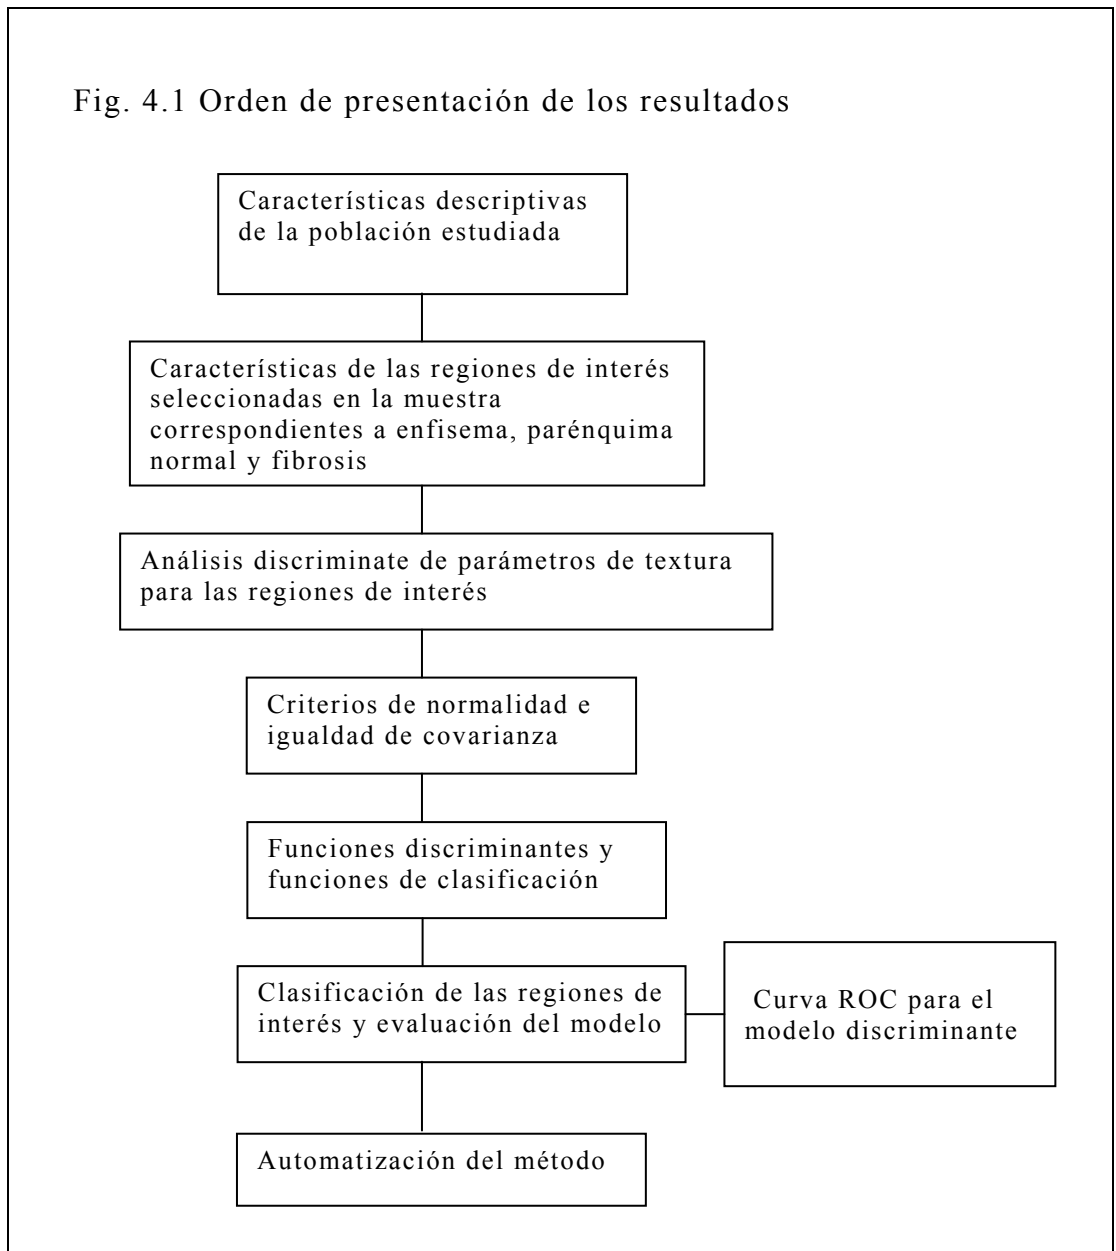 Fig. 4.1 Orden de presentación de los resultados
Características descriptivas
de la población estudiada
Características de las regiones de interés
seleccionadas en la muestra
correspondientes a enfisema, parénquima
normal y fibrosis
Análisis discriminate de parámetros de textura
para las regiones de interés
Criterios de normalidad e
igualdad de covarianza
Funciones discriminantes y
funciones de clasificación
Clasificación de las regiones de
interés y evaluación del modelo
Curva ROC para el
modelo discriminante
Automatización del método